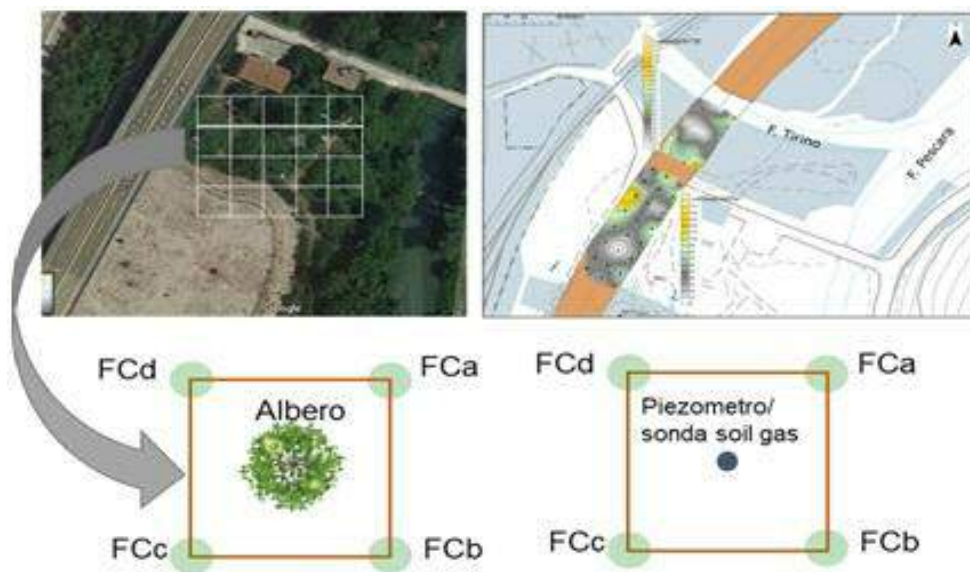 F. Tirino
F. Pescara
FCd
FCa
Albero
FCc
FCb
FCd
FCa
Piezometro/
sonda soil gas
FCc
FCb